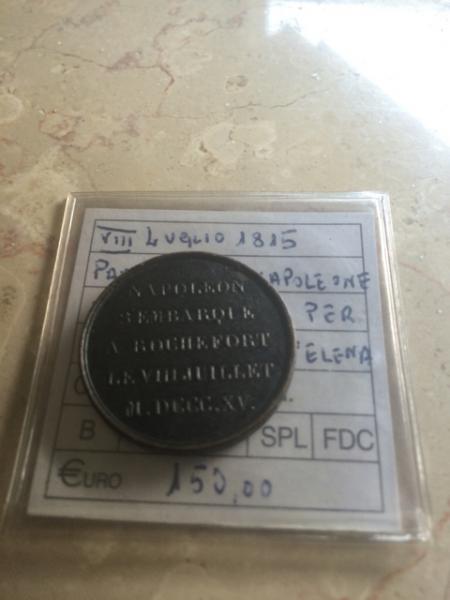 VIII LUGLIO 1815
NAPOLEONE
PER
ELENA
NAPOLEON
S'EMBARQUE
A ROCHEFORT
LE VIII JUILLET
M. DCCC. XV.
B SPL FDC
€URO 150,00